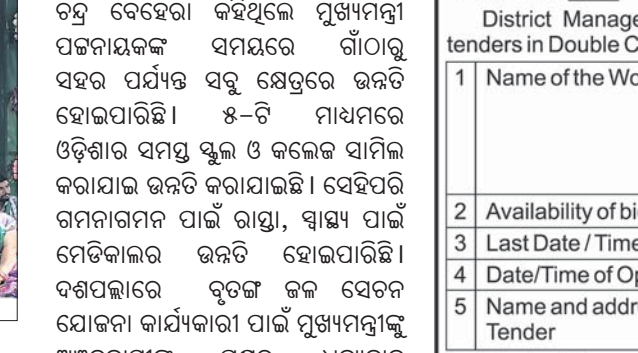 ଚନ୍ଦ୍ର ବେହେରା କହିଥିଲେ ମୁଖ୍ୟମନ୍ତ୍ରୀ
ପଟ୍ଟନାୟକଙ୍କ ସମୟରେ ଗାଁଠାରୁ
ସହର ପର୍ଯ୍ୟନ୍ତ ସବୁ କ୍ଷେତ୍ରରେ ଉନ୍ନତି
ହୋଇପାରିଛି। ୫–ଟି ମାଧ୍ୟମରେ
ଓଡ଼ିଶାର ସମସ୍ତ ସ୍କୁଲ ଓ କଲେଜ ସାମିଲ
କରାଯାଇ ଉନ୍ନତି କରାଯାଇଛି। ସେହିପରି
ଗମନାଗମନ ପାଇଁ ରାସ୍ତା, ସ୍ୱାସ୍ଥ୍ୟ ପାଇଁ
ମେଡିକାଲର ଉନ୍ନତି ହୋଇପାରିଛି।
ଦଶପଲ୍ଲାରେ ବୃତଙ୍ଗ ଜଳ ସେଚନ
ଯୋଜନା କାର୍ଯ୍ୟକାରୀ ପାଇଁ ମୁଖ୍ୟମନ୍ତ୍ରୀଙ୍କୁ
District Manage
tenders in Double C
1 Name of the Wo
2 Availability of bi
3 Last Date / Time
4 Date/Time of Op
5 Name and addre
Tender